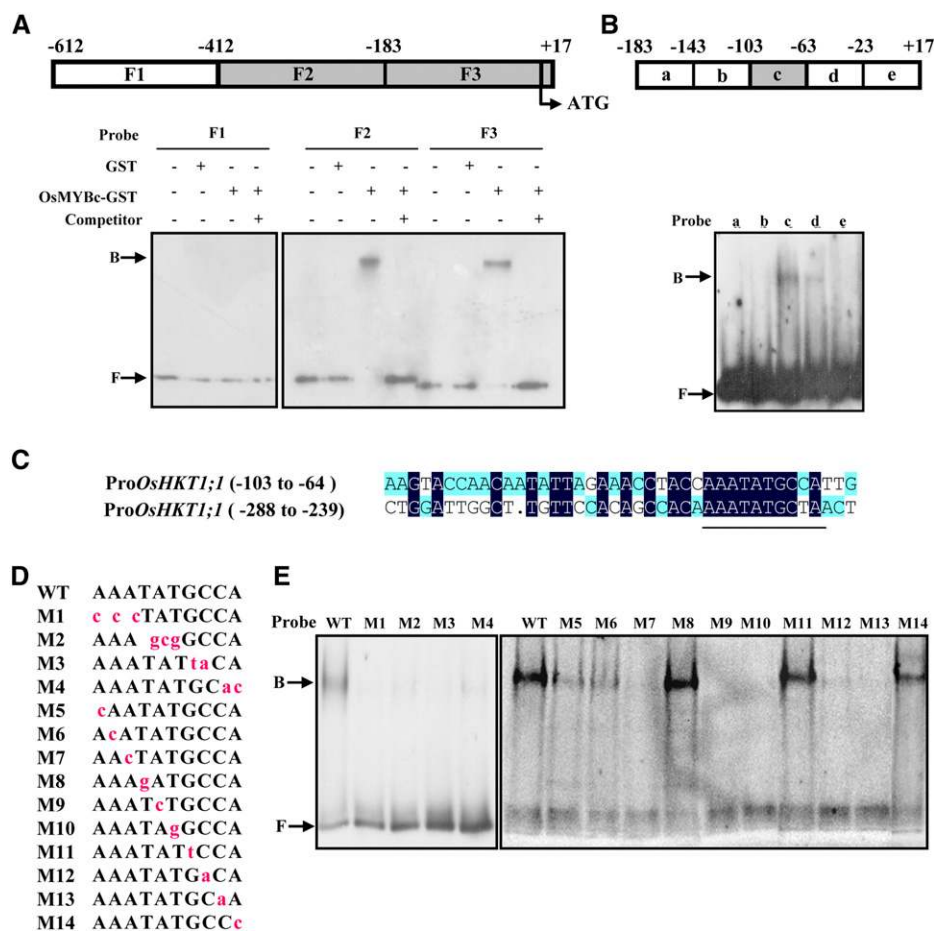 A
-612 -412 -183 +17
F1 F2 F3
ATG
Probe F1 F2 F3
GST - + - - - + - - - + - -
OsMYBc-GST - - + + - - + + - - + +
Competitor - - - + - - - + - - - +
B
F
B
-183 -143 -103 -63 -23 +17
a b c d e
Probe a b c d e
B
F
C
ProOsHKT1;1 (-103 to -64) AAGTACCAACAATATTAGAAACCTACCAAATATGCCATTG
ProOsHKT1;1 ( -288 to -239) CTGGATTGGCT.TGTTCCACAGCCACAAAATATGCTAACT
D
WT AAATATGCCA
M1 c c cTATGCCA
M2 AAA gcgGCCA
M3 AAATATtaCA
M4 AAATATGCac
M5 cAATATGCCA
M6 AcATATGCCA
M7 AAcTATGCCA
M8 AAAgATGCCA
M9 AAATcTGCCA
M10 AAATAgGCCA
M11 AAATATtCCA
M12 AAATATGaCA
M13 AAATATGCaA
M14 AAATATGCCc
E
Probe WT M1 M2 M3 M4 WT M5 M6 M7 M8 M9 M10 M11 M12 M13 M14
B
F